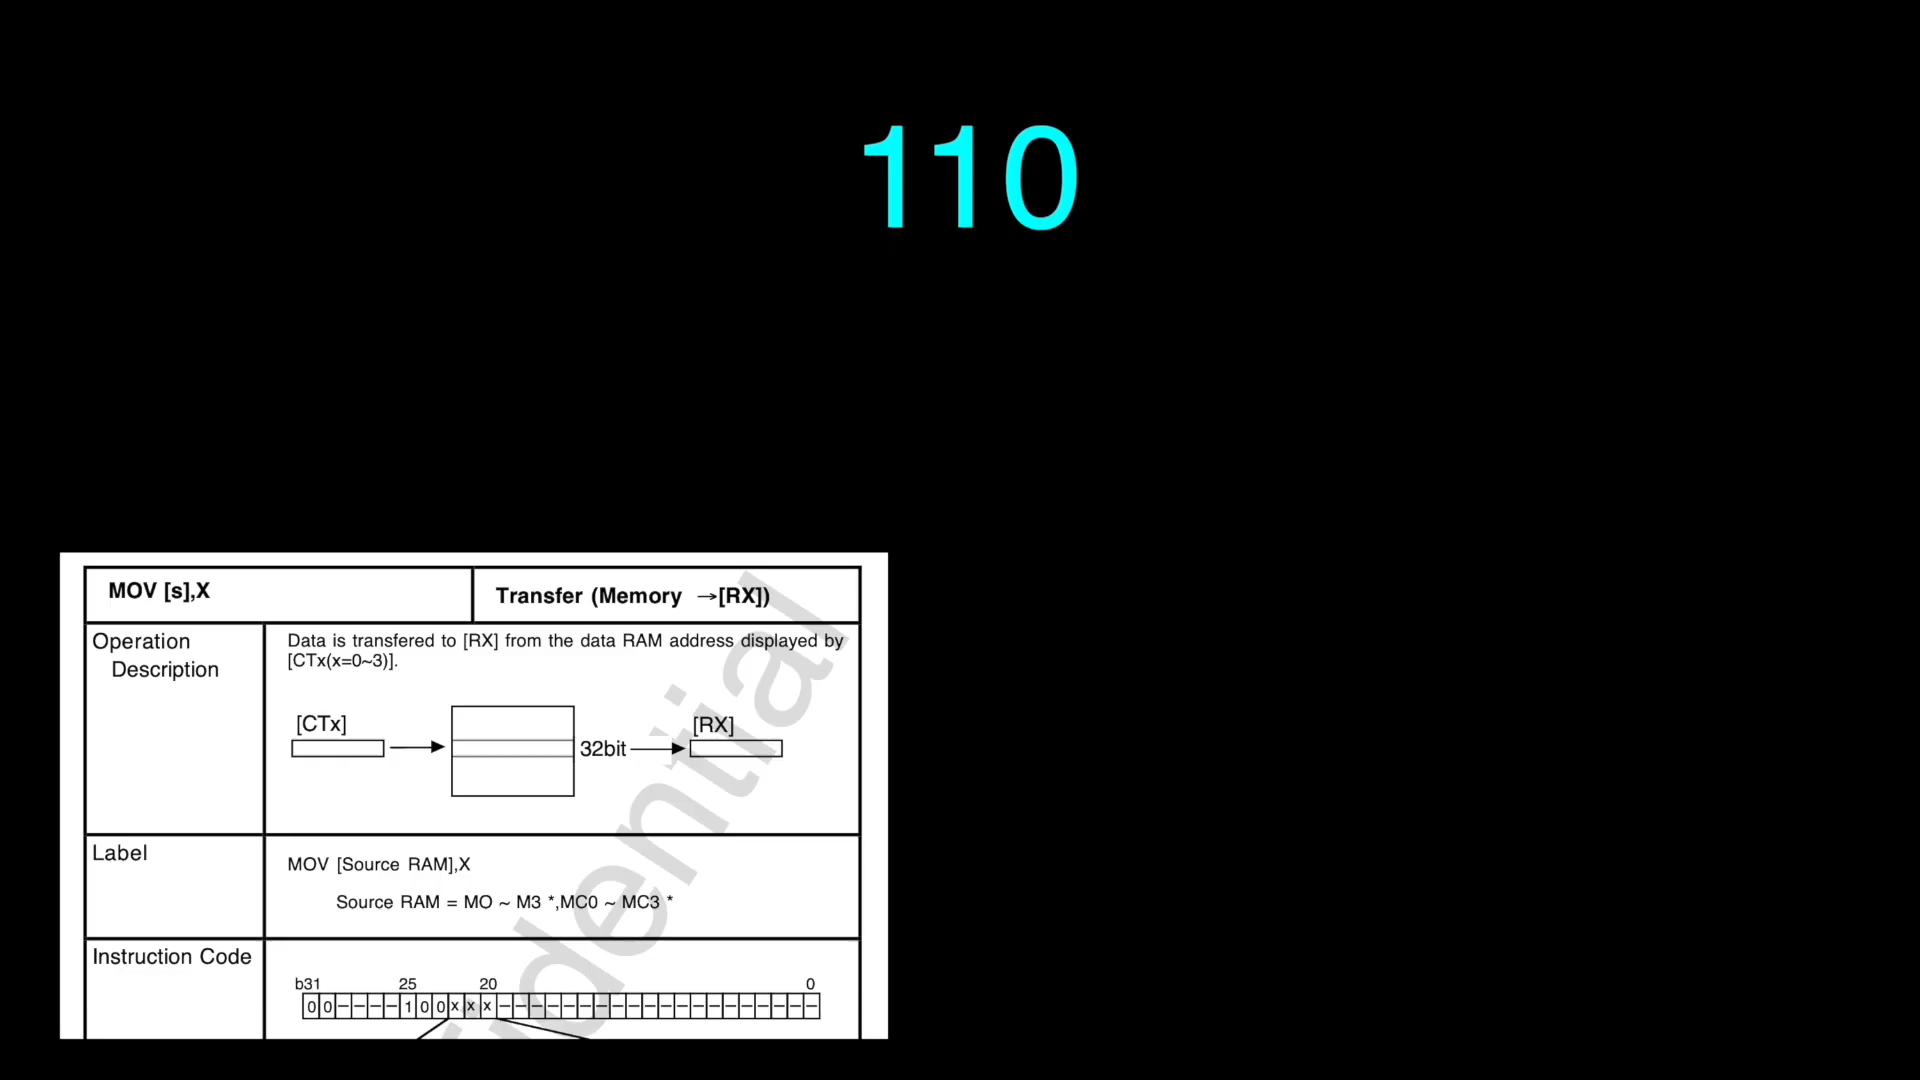 110
MOV [s],X
Transfer (Memory →[RX])
Operation
Description
Data is transfered to [RX] from the data RAM address displayed by
[CTx(x=0~3)].
[CTx]
32bit
[RX]
Label
MOV [Source RAM],X
Source RAM = MO ~ M3 *,MC0 ~ MC3 *
Instruction Code
b31 25 20 0
0 0 – – – – 1 0 0 x x x – – – – – – – – – – – – – – – – – – – –
idential